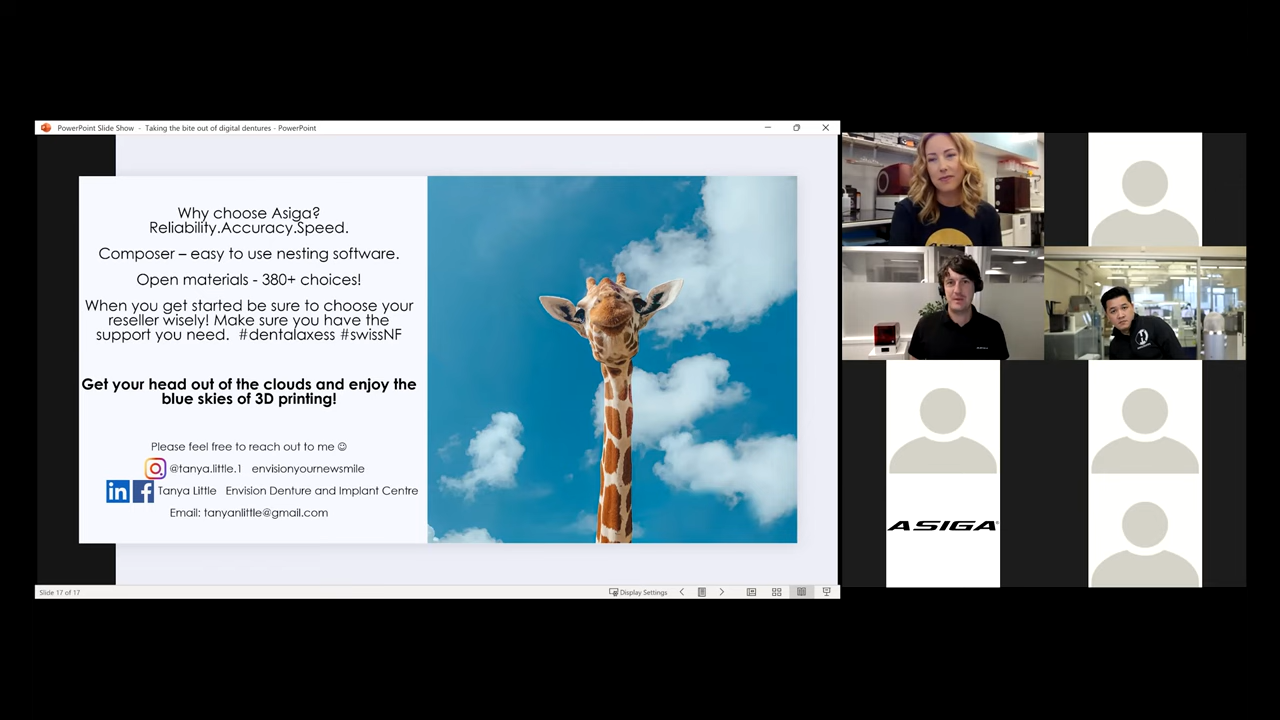 PowerPoint Slide Show - Taking the bite out of digital dentures - PowerPoint
Why choose Asiga?
Reliability.Accuracy.Speed.
Composer – easy to use nesting software.
Open materials - 380+ choices!
When you get started be sure to choose your
reseller wisely! Make sure you have the
support you need. #dentalaxess #swissNF
Get your head out of the clouds and enjoy the
blue skies of 3D printing!
Please feel free to reach out to me ☺
@tanya.little.1 envisionyournewsmile
in f Tanya Little Envision Denture and Implant Centre
Email: tanyanlittle@gmail.com
Slide 17 of 17
Display Settings
ASIGA®